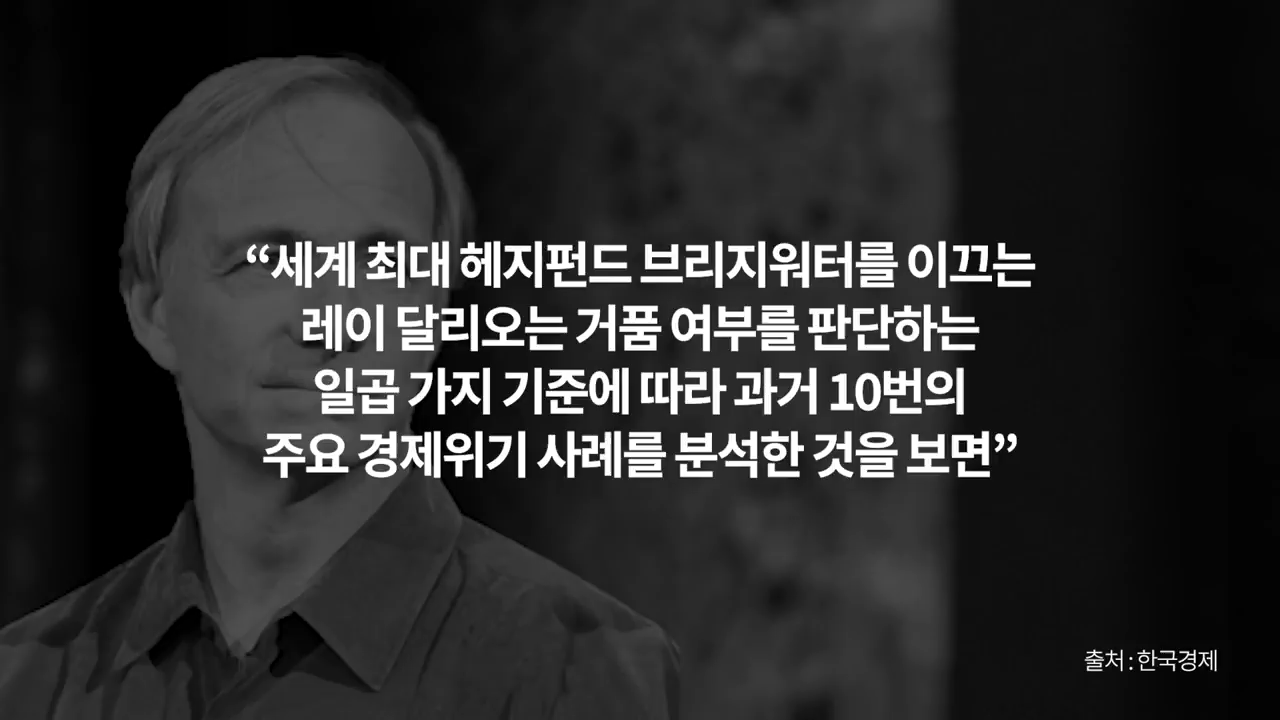 “세계 최대 헤지펀드 브리지워터를 이끄는
레이 달리오는 거품 여부를 판단하는
일곱 가지 기준에 따라 과거 10번의
주요 경제위기 사례를 분석한 것을 보면”
출처 : 한국경제